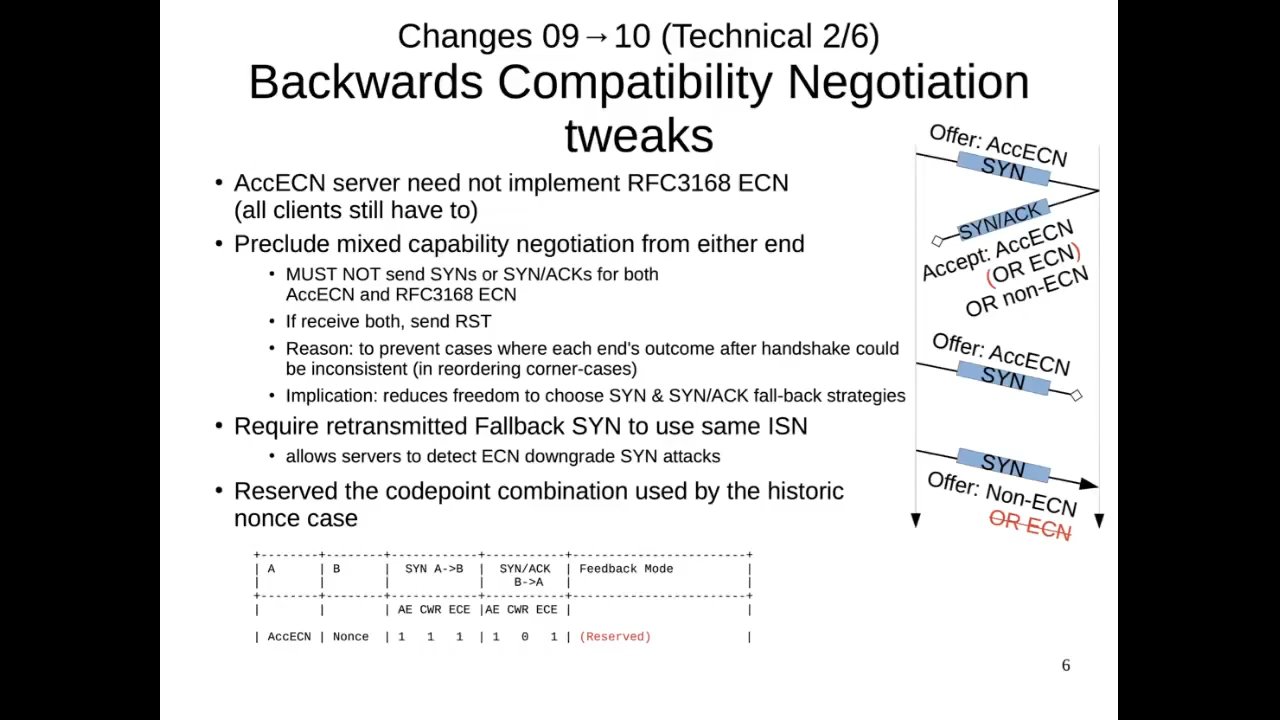 Changes 09→10 (Technical 2/6)
Backwards Compatibility Negotiation
tweaks
• AccECN server need not implement RFC3168 ECN
(all clients still have to)
• Preclude mixed capability negotiation from either end
• MUST NOT send SYNs or SYN/ACKs for both
AccECN and RFC3168 ECN
• If receive both, send RST
• Reason: to prevent cases where each end's outcome after handshake could
be inconsistent (in reordering corner-cases)
• Implication: reduces freedom to choose SYN & SYN/ACK fall-back strategies
• Require retransmitted Fallback SYN to use same ISN
• allows servers to detect ECN downgrade SYN attacks
• Reserved the codepoint combination used by the historic
nonce case
Offer: AccECN
SYN
SYN/ACK
Accept: AccECN
(OR ECN)
OR non-ECN
Offer: AccECN
SYN
SYN
Offer: Non-ECN
OR ECN
+--------+--------+------------+-----------+------------------------+
| A | B | SYN A->B | SYN/ACK | Feedback Mode |
| | | | B->A | |
+--------+--------+------------+-----------+------------------------+
| | | AE CWR ECE |AE CWR ECE | |
| AccECN | Nonce | 1 1 1 | 1 0 1 | (Reserved) |
6